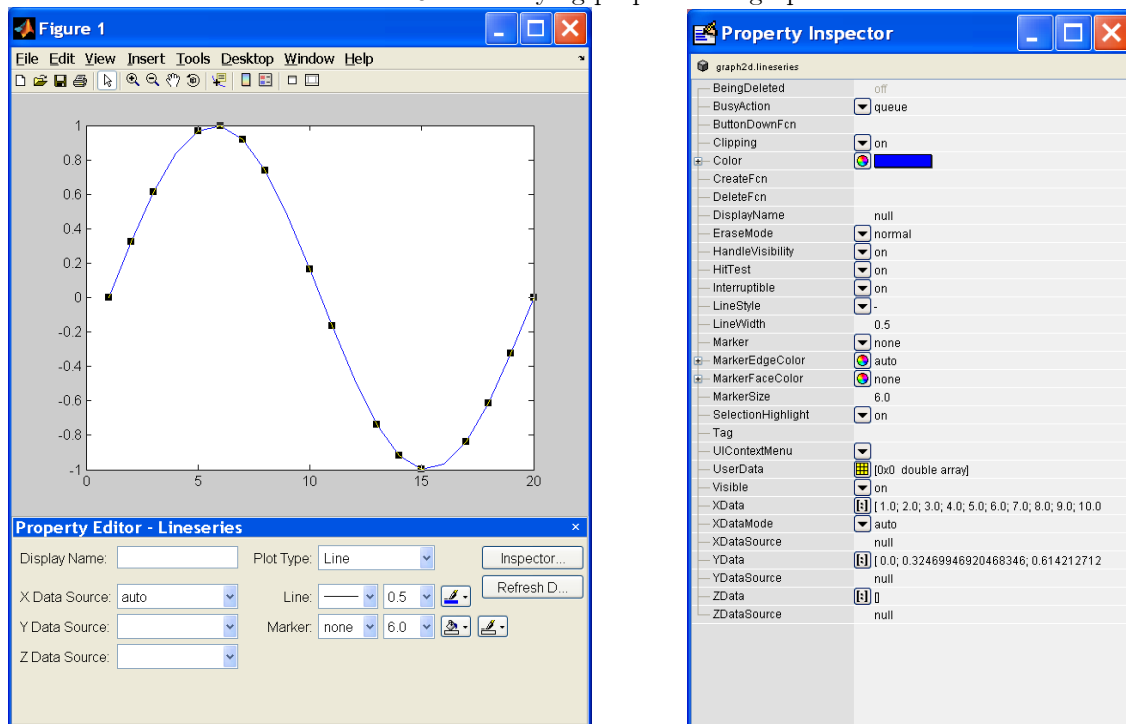 Figure 1
File Edit View Insert Tools Desktop Window Help
1
0.8
0.6
0.4
0.2
0
-0.2
-0.4
-0.6
-0.8
-1
0 5 10 15 20
Property Editor - Lineseries
Display Name: Plot Type: Line Inspector...
X Data Source: auto Line: 0.5 Refresh D...
Y Data Source: Marker: none 6.0
Z Data Source:
Property Inspector
graph2d.lineseries
BeingDeleted off
BusyAction queue
ButtonDownFcn
Clipping on
Color
CreateFcn
DeleteFcn
DisplayName null
EraseMode normal
HandleVisibility on
HitTest on
Interruptible on
LineStyle -
LineWidth 0.5
Marker none
MarkerEdgeColor auto
MarkerFaceColor none
MarkerSize 6.0
SelectionHighlight on
Tag
UIContextMenu
UserData [0x0 double array]
Visible on
XData [ 1.0; 2.0; 3.0; 4.0; 5.0; 6.0; 7.0; 8.0; 9.0; 10.0
XDataMode auto
XDataSource null
YData [ 0.0; 0.32469946920468346; 0.614212712
YDataSource null
ZData []
ZDataSource null